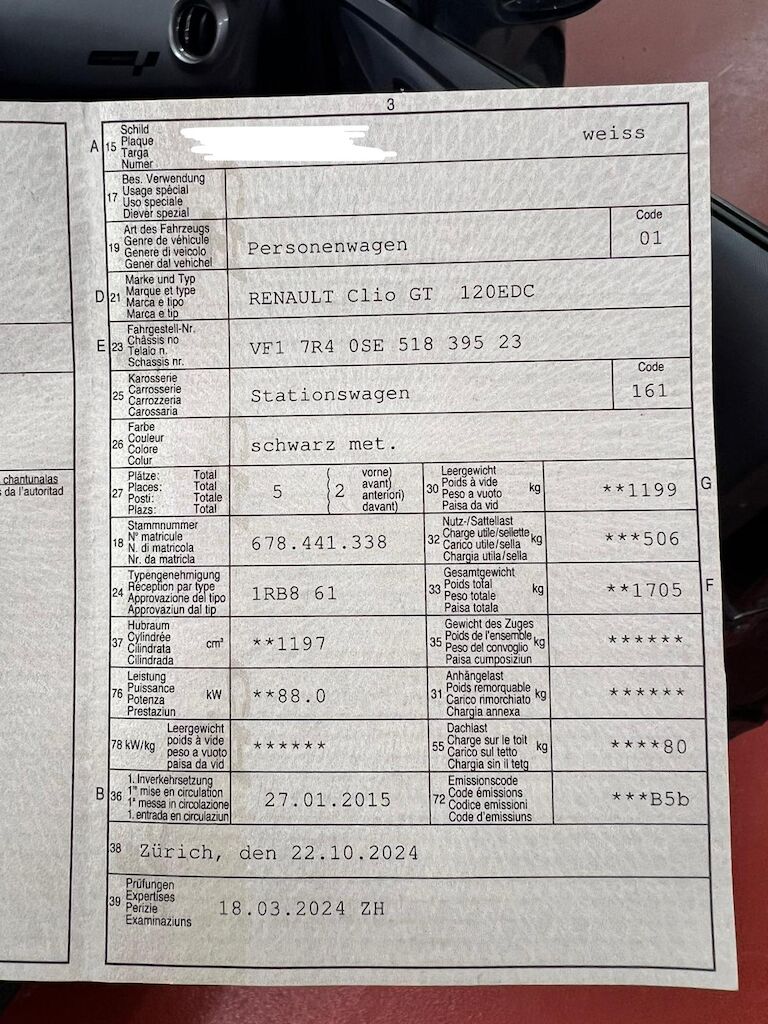 3
A 15 Schild
Plaque
Targa
Numer
weiss
17 Bes. Verwendung
Usage spécial
Uso speciale
Diever spezial
19 Art des Fahrzeugs
Genre de véhicule
Genere di veicolo
Gener dal vehichel
Personenwagen
Code
01
D 21 Marke und Typ
Marque et type
Marca e tipo
Marca e tip
RENAULT Clio GT 120EDC
E 23 Fahrgestell-Nr.
Châssis no
Telaio n.
Schassis nr.
VF1 7R4 0SE 518 395 23
25 Karosserie
Carrosserie
Carrozzeria
Carossaria
Stationswagen
Code
161
26 Farbe
Couleur
Colore
Colur
schwarz met.
27 Plätze: Total
Places: Total
Posti: Totale
Plazs: Total
5
2
vorne)
avant)
anteriori)
davant)
30 Leergewicht
Poids à vide
Peso a vuoto
Paisa da vid
kg
**1199
G
chantunalas
da l'autoritad
18 Stammnummer
N° matricule
N. di matricola
Nr. da matricla
678.441.338
32 Nutz-/Sattellast
Charge utile/sellette
Carico utile/sella
Chargia utila/sella
kg
***506
24 Typengenehmigung
Réception par type
Approvazione del tipo
Approvaziun dal tip
1RB8 61
33 Gesamtgewicht
Poids total
Peso totale
Paisa totala
kg
**1705
F
37 Hubraum
Cylindrée
Cilindrata
Cilindrada
cm³
**1197
35 Gewicht des Zuges
Poids de l'ensemble
Peso del convoglio
Paisa cumposiziun
kg
******
76 Leistung
Puissance
Potenza
Prestaziun
kW
**88.0
31 Anhängelast
Poids remorquable
Carico rimorchiato
Chargia annexa
kg
******
78 kW/kg
Leergewicht
poids à vide
peso a vuoto
paisa da vid
******
55 Dachlast
Charge sur le toit
Carico sul tetto
Chargia sin il tetg
kg
****80
B 36 1. Inverkehrsetzung
1re mise en circulation
1a messa in circolazione
1. entrada en circulaziun
27.01.2015
72 Emissionscode
Code émissions
Codice emissioni
Code d'emissiuns
***B5b
38 Zürich, den 22.10.2024
39 Prüfungen
Expertises
Perizie
Examinaziuns
18.03.2024 ZH